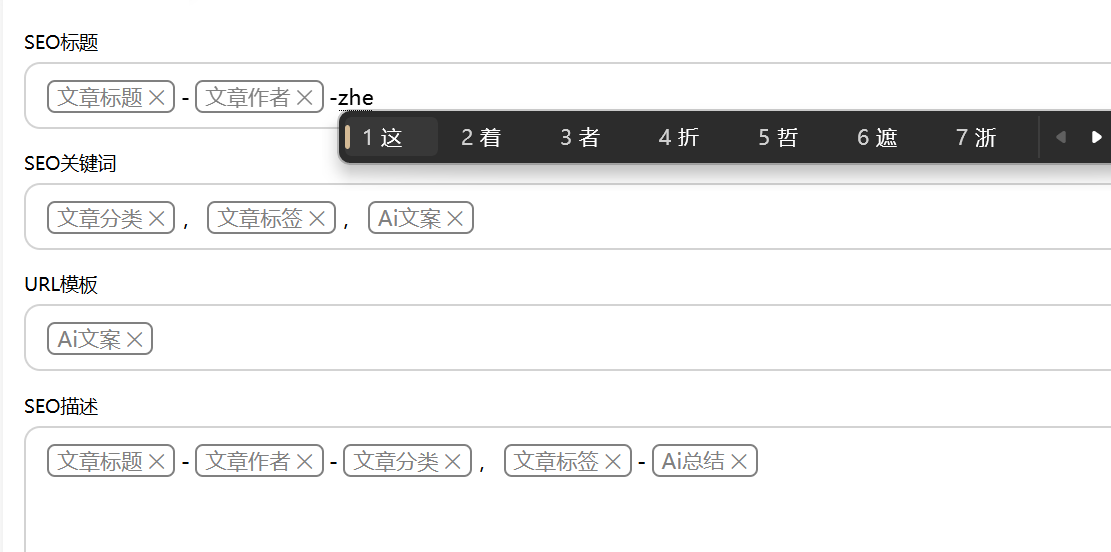 SEO标题
文章标题 - 文章作者 -zhe
1 这 2 着 3 者 4 折 5 哲 6 遮 7 浙
SEO关键词
文章分类 ， 文章标签 ， Ai文案
URL模板
Ai文案
SEO描述
文章标题 - 文章作者 - 文章分类 ， 文章标签 - Ai总结